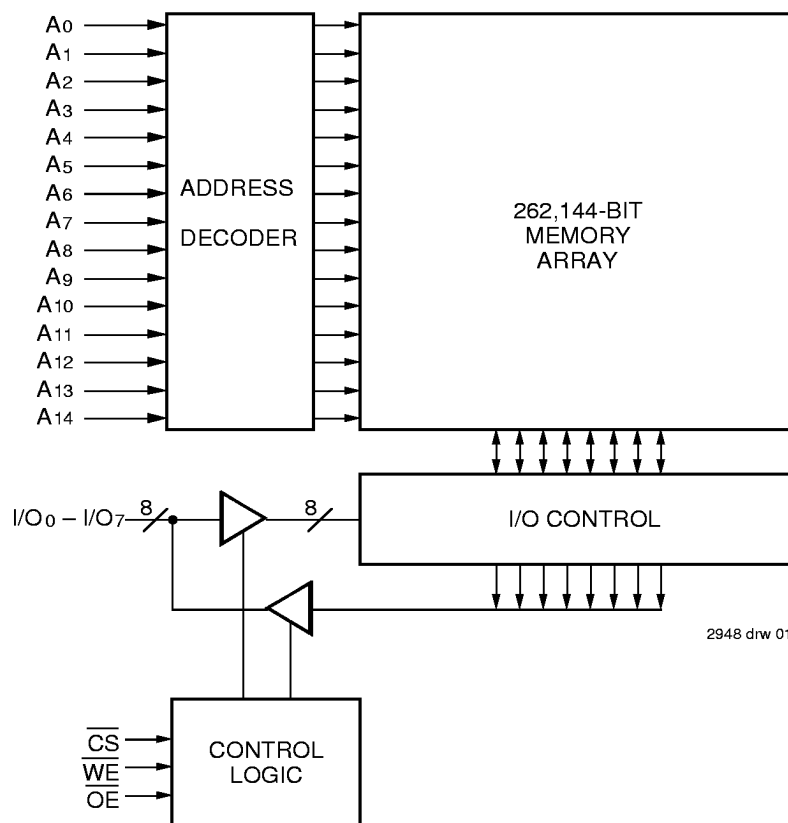 A0
A1
A2
A3
A4
A5
A6
A7
A8
A9
A10
A11
A12
A13
A14
ADDRESS
DECODER
262,144-BIT
MEMORY
ARRAY
I/O0 – I/O7
8
8
I/O CONTROL
2948 drw 01
CS
WE
OE
CONTROL
LOGIC